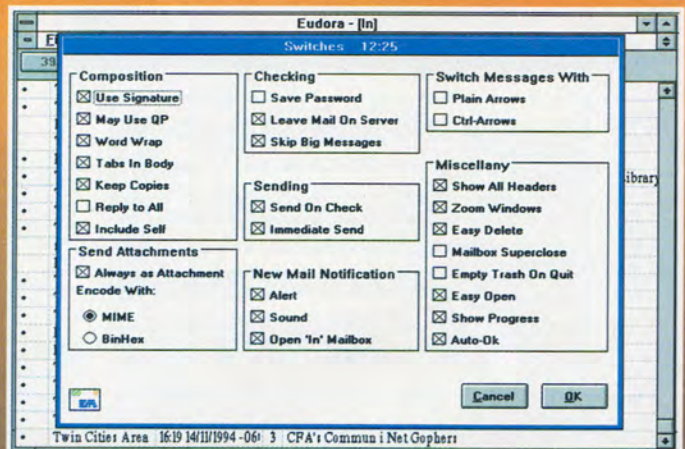 Eudora - [In]
Switches 12:25
39
Composition
Use Signature
May Use QP
Word Wrap
Tabs In Body
Keep Copies
Reply to All
Include Self
Send Attachments
Always as Attachment
Encode With:
MIME
BinHex
Checking
Save Password
Leave Mail On Server
Skip Big Messages
Sending
Send On Check
Immediate Send
New Mail Notification
Alert
Sound
Open 'In' Mailbox
Switch Messages With
Plain Arrows
Ctrl-Arrows
Miscellany
Show All Headers
Zoom Windows
Easy Delete
Mailbox Superclose
Empty Trash On Quit
Easy Open
Show Progress
Auto-Ok
Cancel
OK
ibrary
Twin Cities Area 16:19 14/11/1994 -06: 3 CFA's Commun i Net Gophers